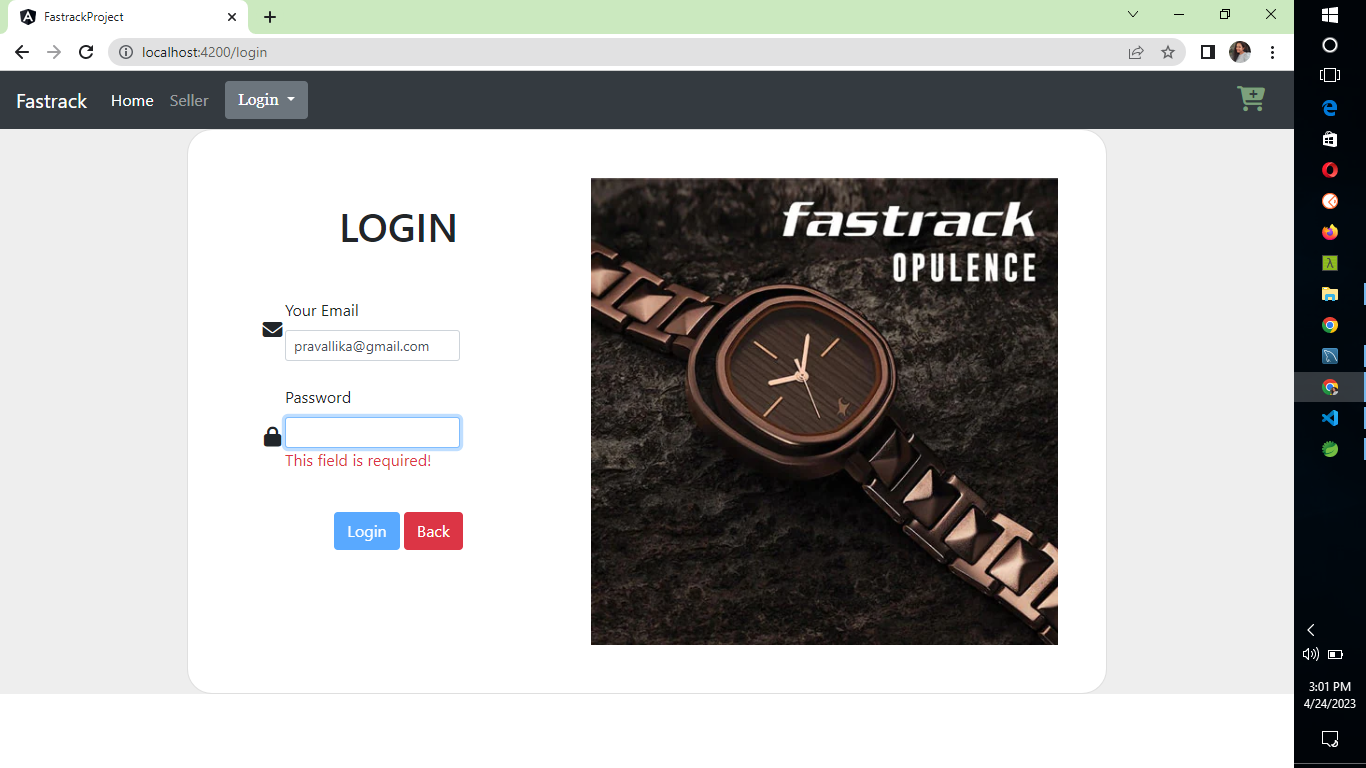 FastrackProject
localhost:4200/login
Fastrack Home Seller Login
LOGIN
Your Email
pravallika@gmail.com
Password
This field is required!
Login Back
fastrack
OPULENCE
3:01 PM
4/24/2023